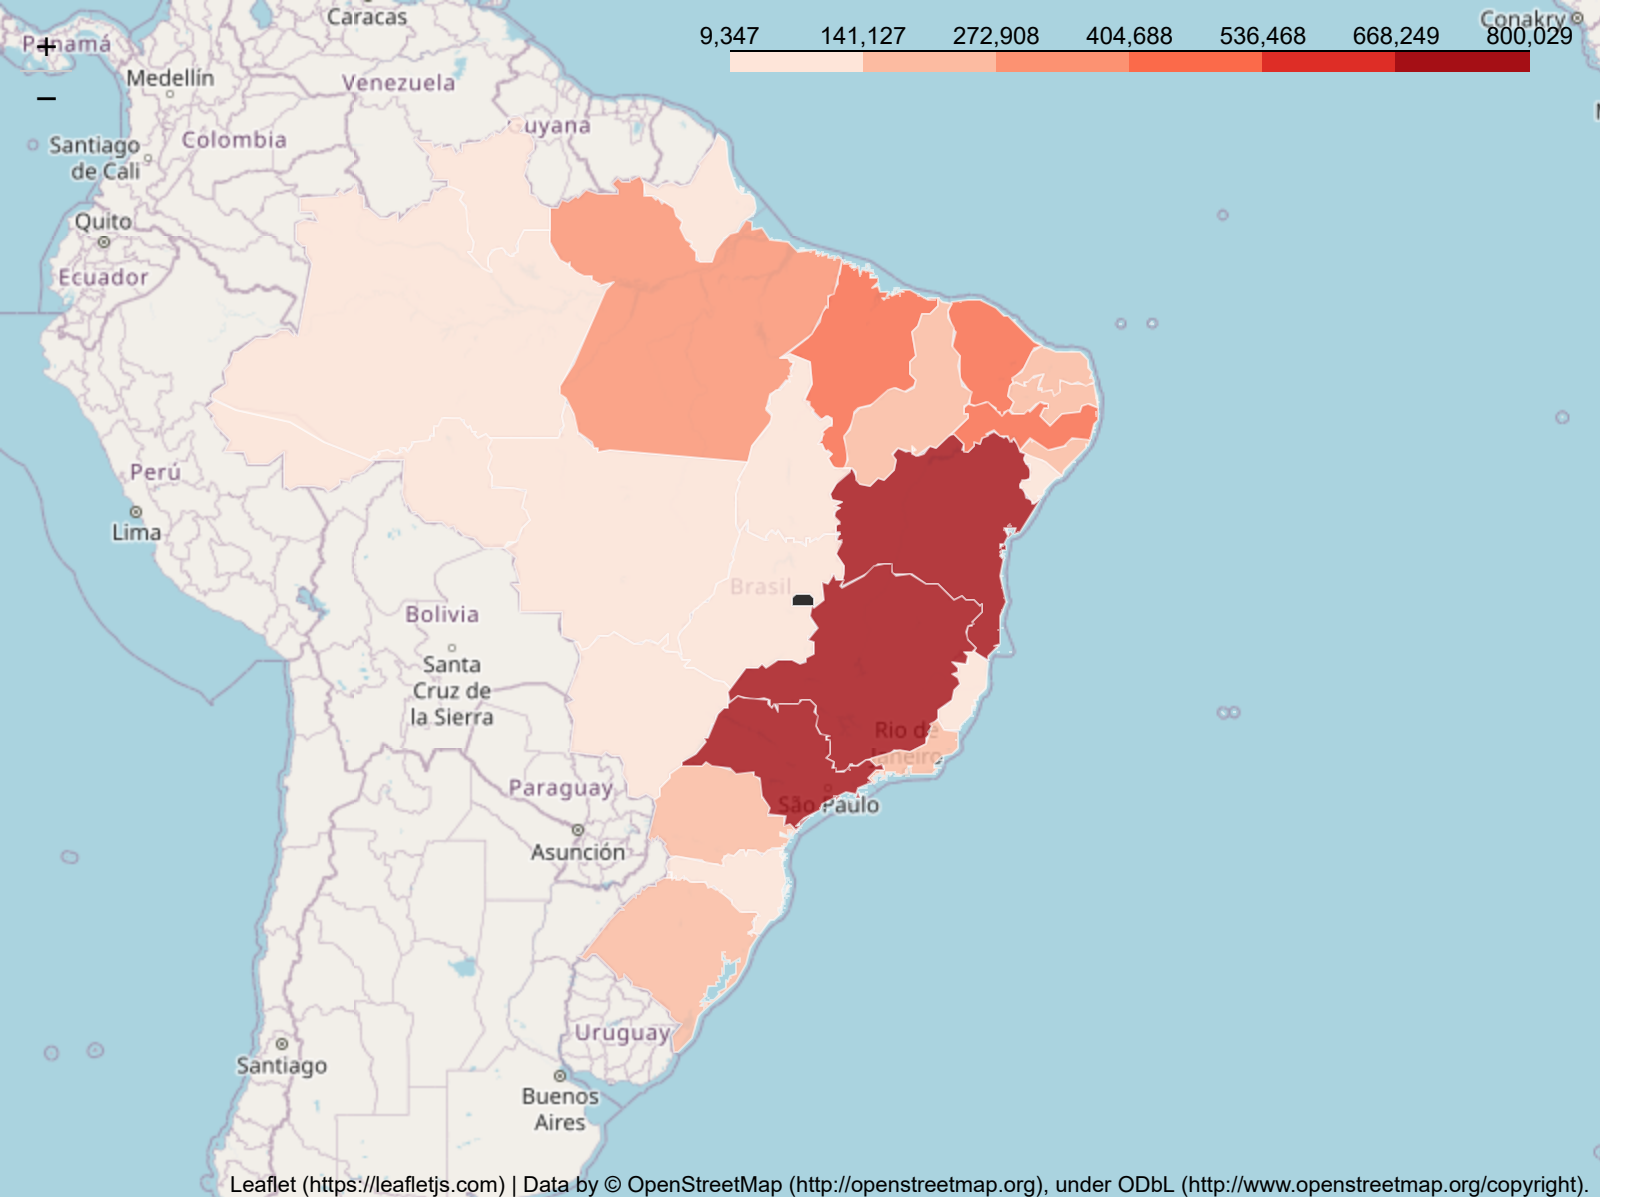 Caracas
Conakry
Panamá
+
−
9,347 141,127 272,908 404,688 536,468 668,249 800,029
Medellín
Venezuela
Guyana
Colombia
Santiago
de Cali
Quito
Ecuador
Perú
Lima
Brasil
Bolivia
Santa
Cruz de
la Sierra
Rio de
Janeiro
Paraguay
São Paulo
Asunción
Uruguay
Santiago
Buenos
Aires
Leaflet (https://leafletjs.com) | Data by © OpenStreetMap (http://openstreetmap.org), under ODbL (http://www.openstreetmap.org/copyright).